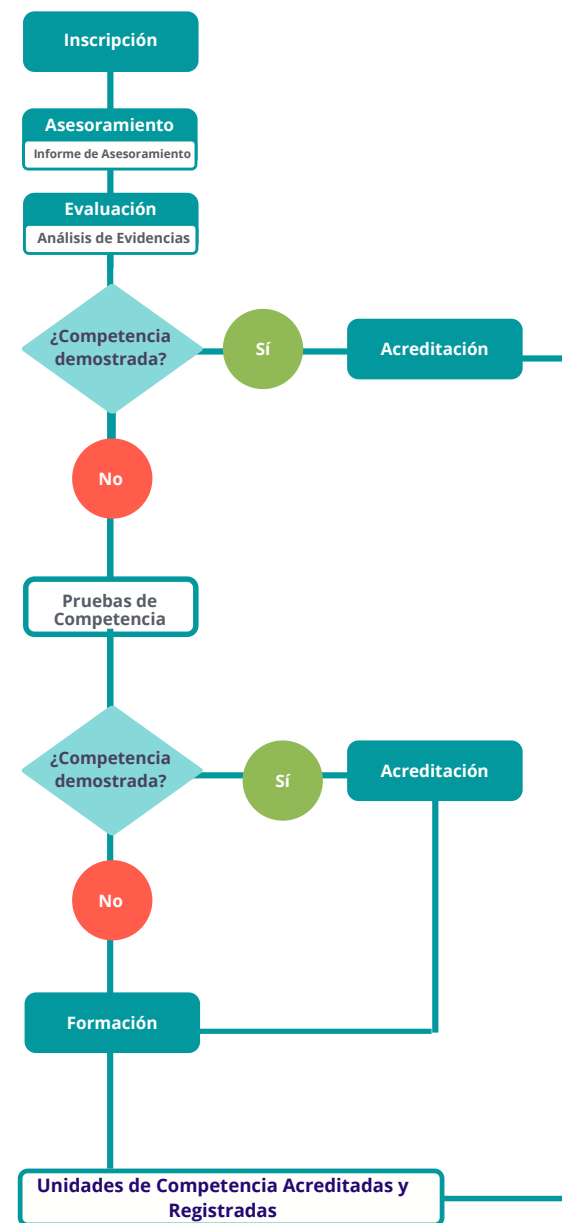 Inscripción
Asesoramiento
Informe de Asesoramiento
Evaluación
Análisis de Evidencias
¿Competencia
demostrada?
Sí
Acreditación
No
Pruebas de
Competencia
¿Competencia
demostrada?
Sí
Acreditación
No
Formación
Unidades de Competencia Acreditadas y
Registradas